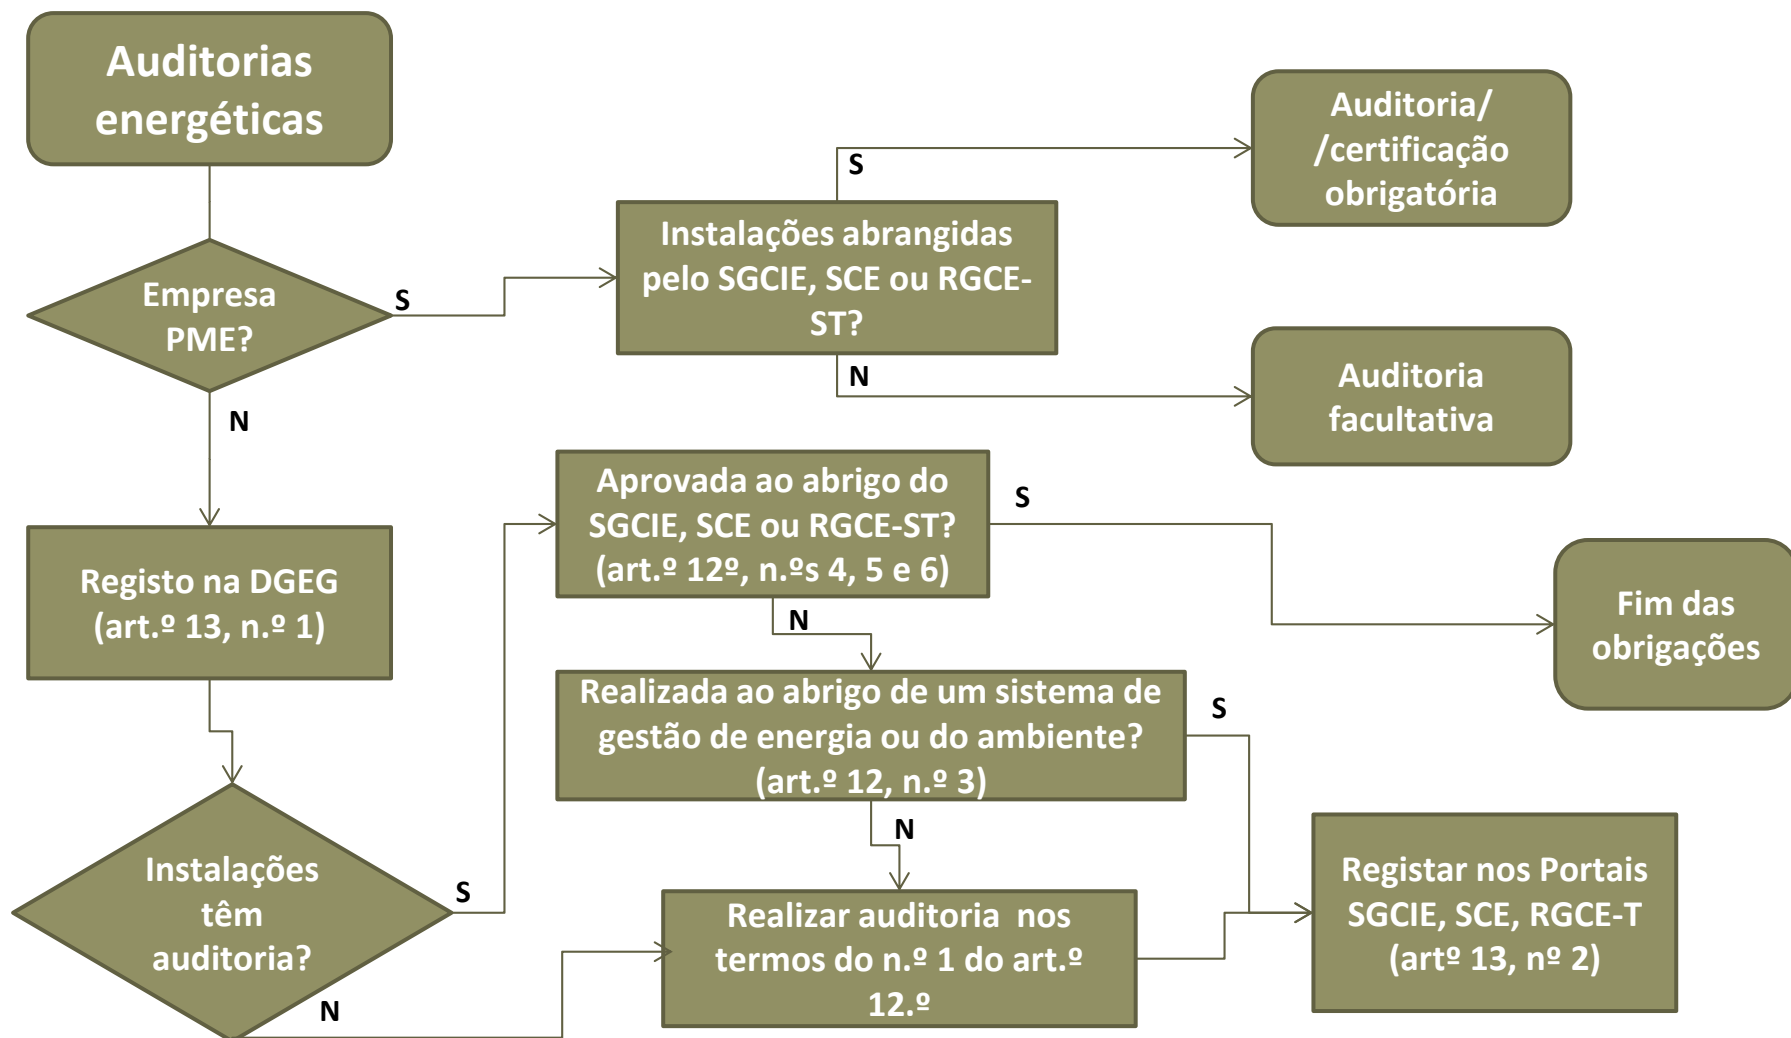 Auditorias
energéticas
Empresa
PME?
S
N
Instalações abrangidas
pelo SGCIE, SCE ou RGCE-
ST?
S
N
Auditoria/
/certificação
obrigatória
Auditoria
facultativa
Registo na DGEG
(art.º 13, n.º 1)
Instalações
têm
auditoria?
S
N
Aprovada ao abrigo do
SGCIE, SCE ou RGCE-ST?
(art.º 12º, n.ºs 4, 5 e 6)
S
N
Fim das
obrigações
Realizada ao abrigo de um sistema de
gestão de energia ou do ambiente?
(art.º 12, n.º 3)
S
N
Realizar auditoria  nos
termos do n.º 1 do art.º
12.º
Registar nos Portais
SGCIE, SCE, RGCE-T
(artº 13, nº 2)